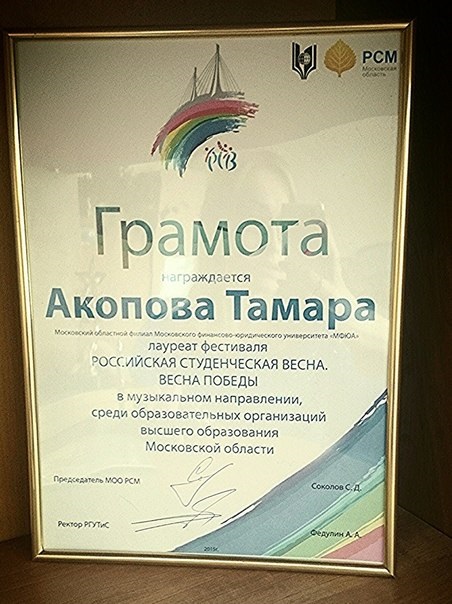 РСМ
Московская
область
РСВ
Грамота
награждается
Акопова Тамара
Московский областной филиал Московского финансово-юридического университета «МФЮА»
лауреат фестиваля
РОССИЙСКАЯ СТУДЕНЧЕСКАЯ ВЕСНА.
ВЕСНА ПОБЕДЫ
в музыкальном направлении,
среди образовательных организаций
высшего образования
Московской области
Председатель МОО РСМ
Соколов С. Д.
Ректор РГУТиС
Федулин А. А.
2015г.